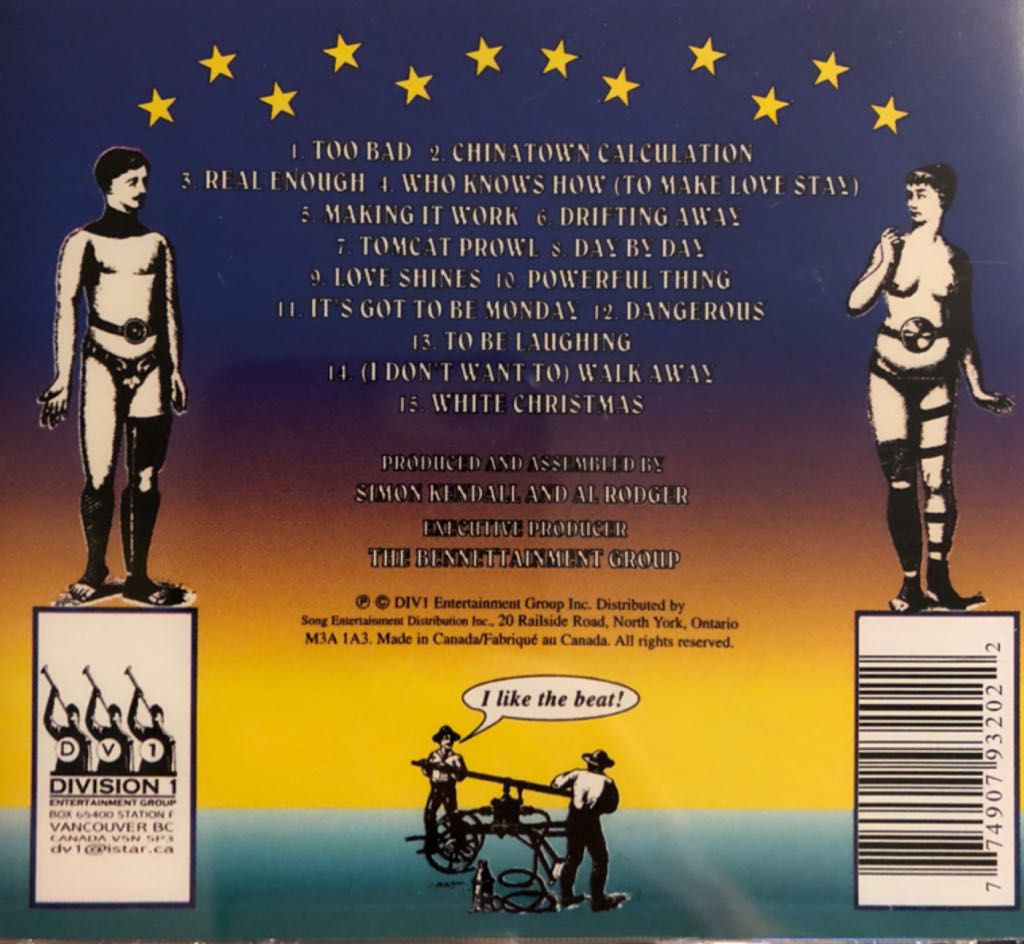 1. TOO BAD 2. CHINATOWN CALCULATION
3. REAL ENOUGH 4. WHO KNOWS HOW (TO MAKE LOVE STAY)
5. MAKING IT WORK 6. DRIFTING AWAY
7. TOMCAT PROWL 8. DAY BY DAY
9. LOVE SHINES 10. POWERFUL THING
11. IT'S GOT TO BE MONDAY 12. DANGEROUS
13. TO BE LAUGHING
14. (I DON'T WANT TO) WALK AWAY
15. WHITE CHRISTMAS
PRODUCED AND ASSEMBLED BY
SIMON KENDALL AND AL RODGER
EXECUTIVE PRODUCER
THE BENNETTAINMENT GROUP
℗ © DIV1 Entertainment Group Inc. Distributed by
Song Entertainment Distribution Inc., 20 Railside Road, North York, Ontario
M3A 1A3. Made in Canada/Fabriqué au Canada. All rights reserved.
I like the beat!
D V 1
DIVISION 1
ENTERTAINMENT GROUP
BOX 65400 STATION F
VANCOUVER BC
CANADA V5N 5P3
dv1@istar.ca
7 74907 93202 2